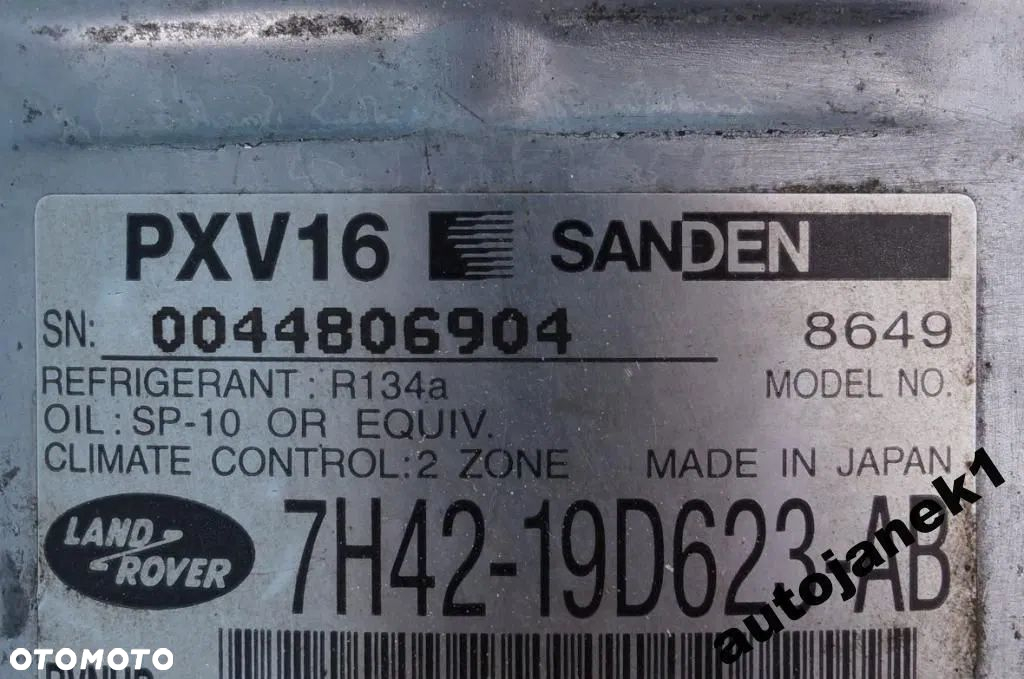 PXV16 SANDEN
SN: 0044806904 8649
REFRIGERANT : R134a MODEL NO.
OIL : SP-10 OR EQUIV.
CLIMATE CONTROL:2 ZONE MADE IN JAPAN
LAND
ROVER
7H42-19D623-AB
autojanek1
OTOMOTO